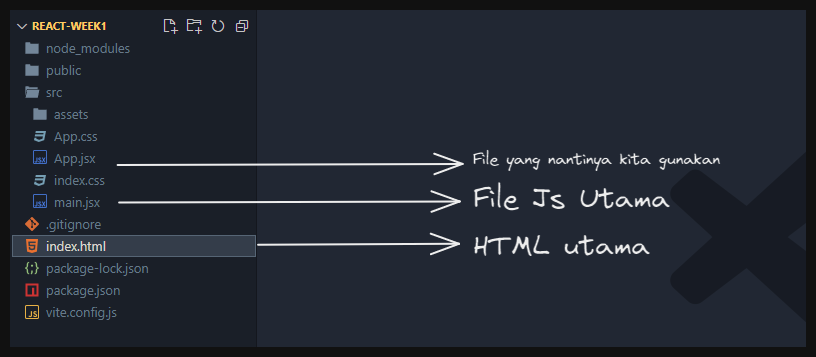 REACT-WEEK1
node_modules
public
src
assets
App.css
App.jsx
File yang nantinya kita gunakan
index.css
main.jsx
File Js Utama
.gitignore
index.html
HTML utama
package-lock.json
package.json
vite.config.js